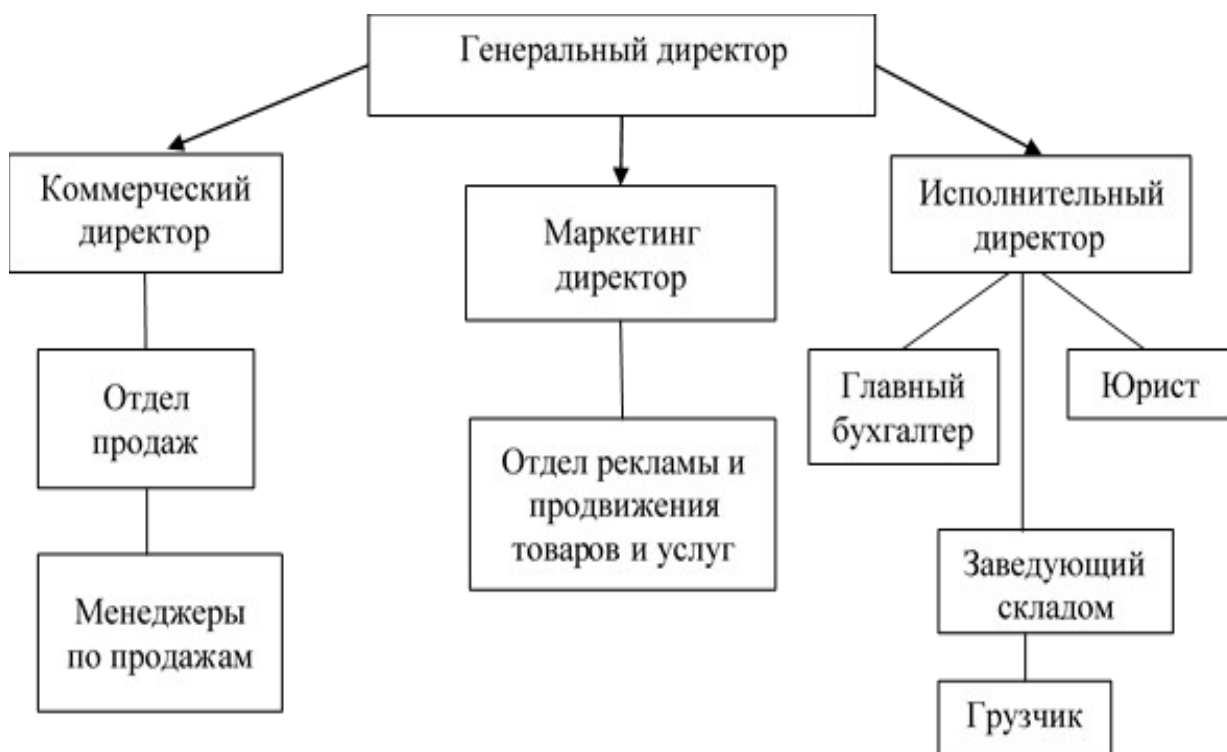 Генеральный директор
Коммерческий
директор
Маркетинг
директор
Исполнительный
директор
Отдел
продаж
Отдел рекламы и
продвижения
товаров и услуг
Главный
бухгалтер
Юрист
Менеджеры
по продажам
Заведующий
складом
Грузчик